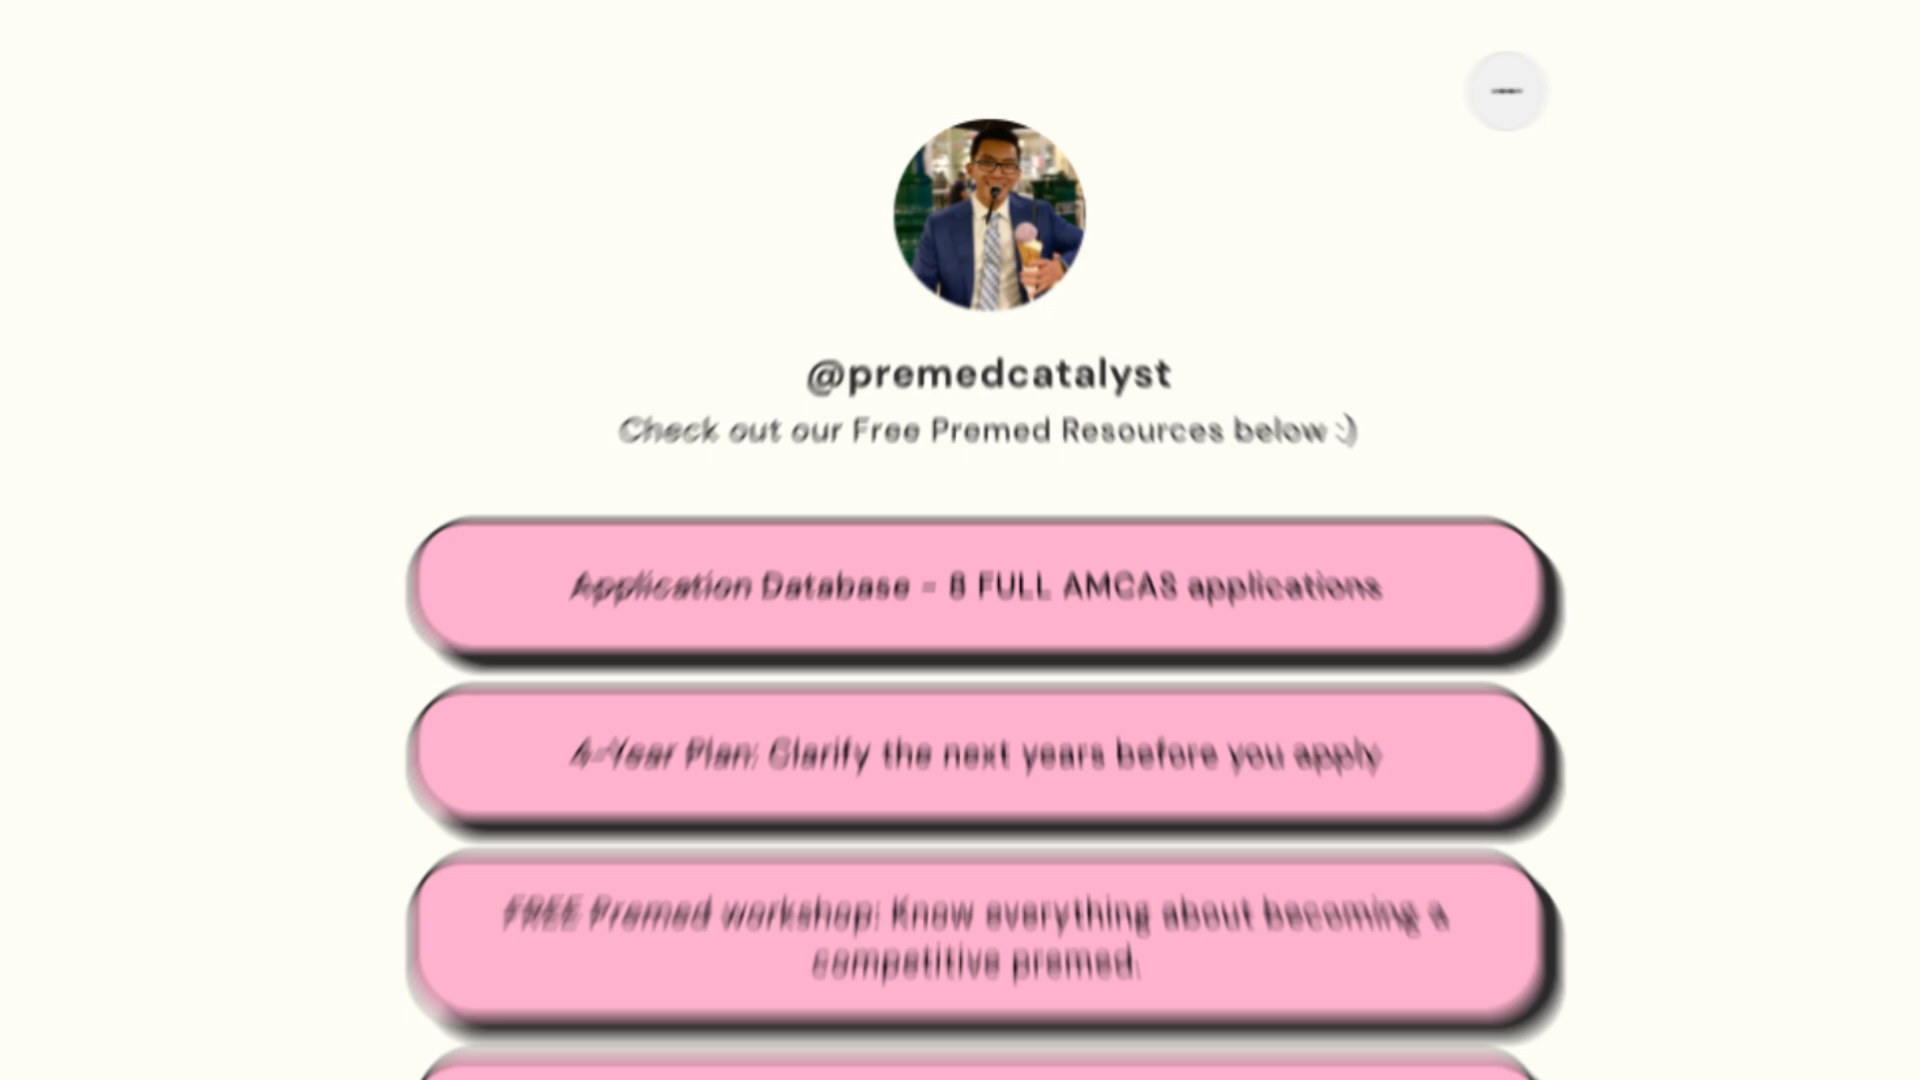 @premedcatalyst
Check out our Free Premed Resources below :)
Application Database - 8 FULL AMCAS applications
4-Year Plan: Clarify the next years before you apply
FREE Premed workshop: Know everything about becoming a
competitive premed.